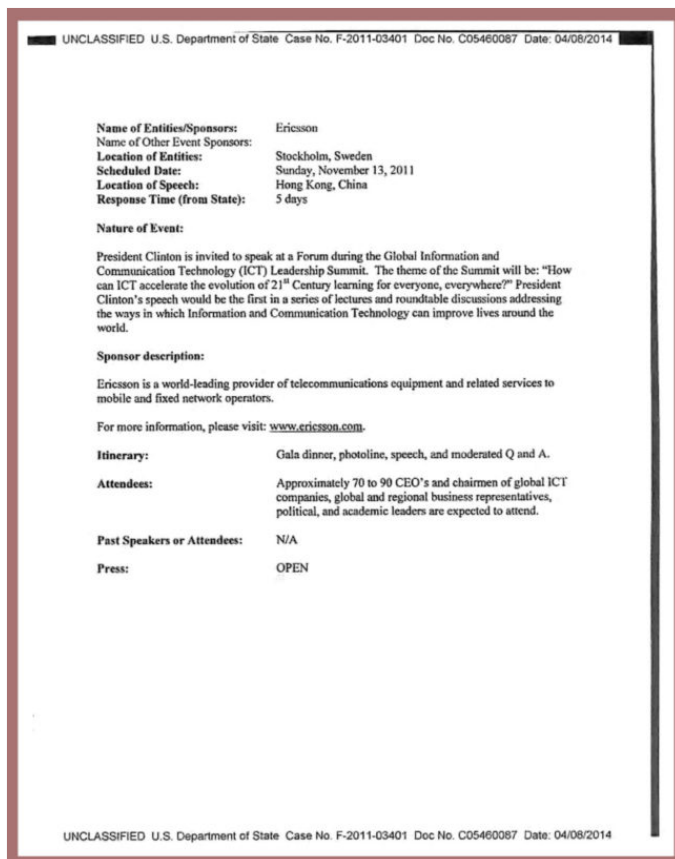 UNCLASSIFIED U.S. Department of State Case No. F-2011-03401 Doc No. C05460087 Date: 04/08/2014
Name of Entities/Sponsors: Ericsson
Name of Other Event Sponsors:
Location of Entities: Stockholm, Sweden
Scheduled Date: Sunday, November 13, 2011
Location of Speech: Hong Kong, China
Response Time (from State): 5 days
Nature of Event:
President Clinton is invited to speak at a Forum during the Global Information and
Communication Technology (ICT) Leadership Summit. The theme of the Summit will be: “How
can ICT accelerate the evolution of 21st Century learning for everyone, everywhere?” President
Clinton's speech would be the first in a series of lectures and roundtable discussions addressing
the ways in which Information and Communication Technology can improve lives around the
world.
Sponsor description:
Ericsson is a world-leading provider of telecommunications equipment and related services to
mobile and fixed network operators.
For more information, please visit: www.ericsson.com.
Itinerary: Gala dinner, photoline, speech, and moderated Q and A.
Attendees: Approximately 70 to 90 CEO's and chairmen of global ICT
companies, global and regional business representatives,
political, and academic leaders are expected to attend.
Past Speakers or Attendees: N/A
Press: OPEN
UNCLASSIFIED U.S. Department of State Case No. F-2011-03401 Doc No. C05460087 Date: 04/08/2014